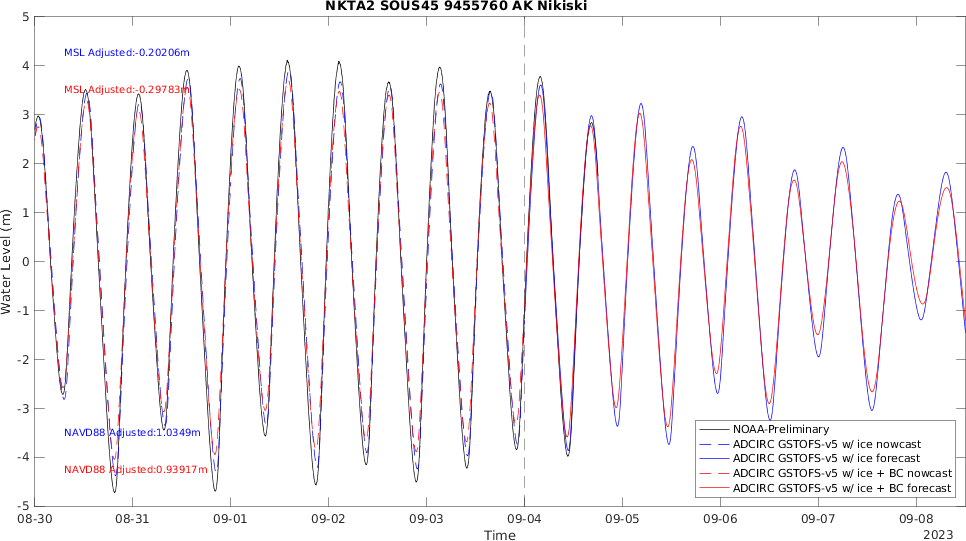 NKTA2 SOUS45 9455760 AK Nikiski
5
4
3
2
1
0
-1
-2
-3
-4
-5
Water Level (m)
MSL Adjusted:-0.20206m
MSL Adjusted:-0.29783m
NAVD88 Adjusted:1.0349m
NAVD88 Adjusted:0.93917m
NOAA-Preliminary
ADCIRC GSTOFS-v5 w/ ice nowcast
ADCIRC GSTOFS-v5 w/ ice forecast
ADCIRC GSTOFS-v5 w/ ice + BC nowcast
ADCIRC GSTOFS-v5 w/ ice + BC forecast
08-30 08-31 09-01 09-02 09-03 09-04 09-05 09-06 09-07 09-08
Time
2023